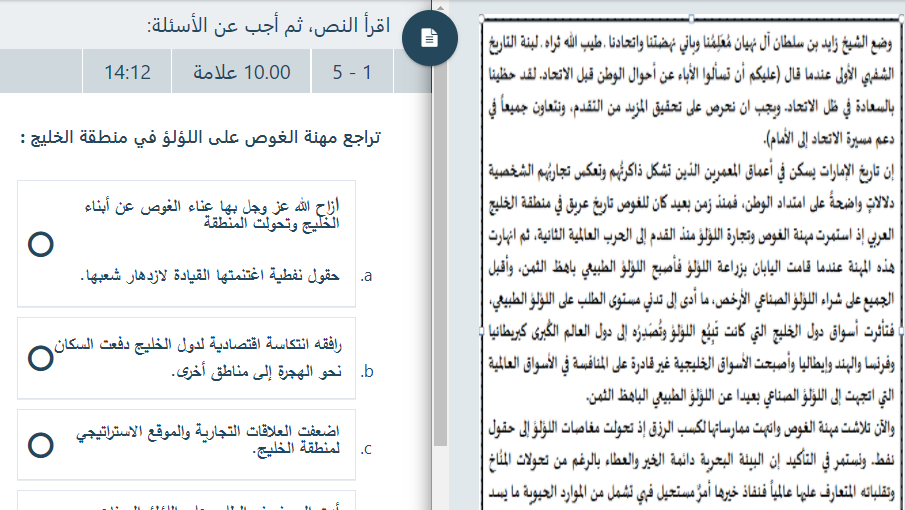 اقرأ النص، ثم أجب عن الأسئلة:
1 - 5
10.00 علامة
14:12
تراجع مهنة الغوص على اللؤلؤ في منطقة الخليج :
أزاح الله عز وجل بها عناء الغوص عن أبناء
الخليج وتحولت المنطقة
a. حقول نفطية اغتنمتها القيادة لازدهار شعبها.
رافقه انتكاسة اقتصادية لدول الخليج دفعت السكان
b. نحو الهجرة إلى مناطق أخرى.
اضعفت العلاقات التجارية والموقع الاستراتيجي
c. لمنطقة الخليج.
وضع الشيخ زايد بن سلطان آل نهيان مُعَلِمُنا وباني نهضتنا واتحادنا. طيب الله ثراه. لبنة التاريخ
الشفهي الأولى عندما قال (عليكم أن تسألوا الآباء عن أحوال الوطن قبل الاتحاد. لقد حظينا
بالسعادة في ظل الاتحاد. ويجب ان نحرص على تحقيق المزيد من التقدم، ونتعاون جميعاً في
دعم مسيرة الاتحاد إلى الأمام).
إن تاريخ الإمارات يسكن في أعماق المعمرين الذين تشكل ذاكرتُهم وتعكس تجاربُهم الشخصية
دلالاتٍ واضحةً على امتداد الوطن، فمنذ زمن بعيد كان للغوص تاريخ عريق في منطقة الخليج
العربي إذ استمرت مهنة الغوص وتجارة اللؤلؤ منذ القدم إلى الحرب العالمية الثانية، ثم انهارت
هذه المهنة عندما قامت اليابان بزراعة اللؤلؤ فأصبح اللؤلؤ الطبيعي باهظ الثمن، وأقبل
الجميع على شراء اللؤلؤ الصناعي الأرخص، ما أدى إلى تدني مستوى الطلب على اللؤلؤ الطبيعي،
فتأثرت أسواق دول الخليج التي كانت تَبِيْعُ اللؤلؤ وتُصَدِرُه إلى دول العالم الكُبرى كبريطانيا
وفرنسا والهند وإيطاليا وأصبحت الأسواق الخليجية غير قادرة على المنافسة في الأسواق العالمية
التي اتجهت إلى اللؤلؤ الصناعي بعيدا عن اللؤلؤ الطبيعي الباهظ الثمن.
والآن تلاشت مهنة الغوص وانتهت ممارساتها لكسب الرزق إذ تحولت مغاصات اللؤلؤ إلى حقول
نفط. ونستمر في التأكيد إن البيئة البحرية دائمة الخير والعطاء بالرغم من تحولات المُنَاخ
وتقلباته المتعارف عليها عالمياً فنفاذ خيرها أمرٌ مستحيل فهي تشمل من الموارد الحيوية ما يسد